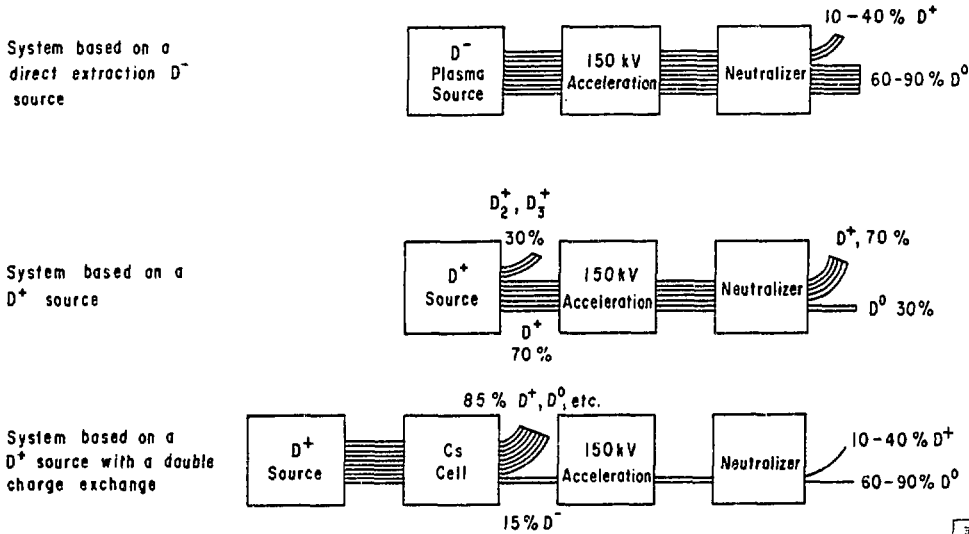 System based on a
direct extraction D⁻
source
D⁻
Plasma
Source
150 kV
Acceleration
Neutralizer
10-40% D⁺
60-90% D⁰
System based on a
D⁺ source
D₂⁺, D₃⁺
30%
D⁺
Source
D⁺
70%
150kV
Acceleration
Neutralizer
D⁺, 70%
D⁰ 30%
System based on a
D⁺ source with a double
charge exchange
D⁺
Source
Cs
Cell
85% D⁺, D⁰, etc.
15% D⁻
150kV
Acceleration
Neutralizer
10-40% D⁺
60-90% D⁰